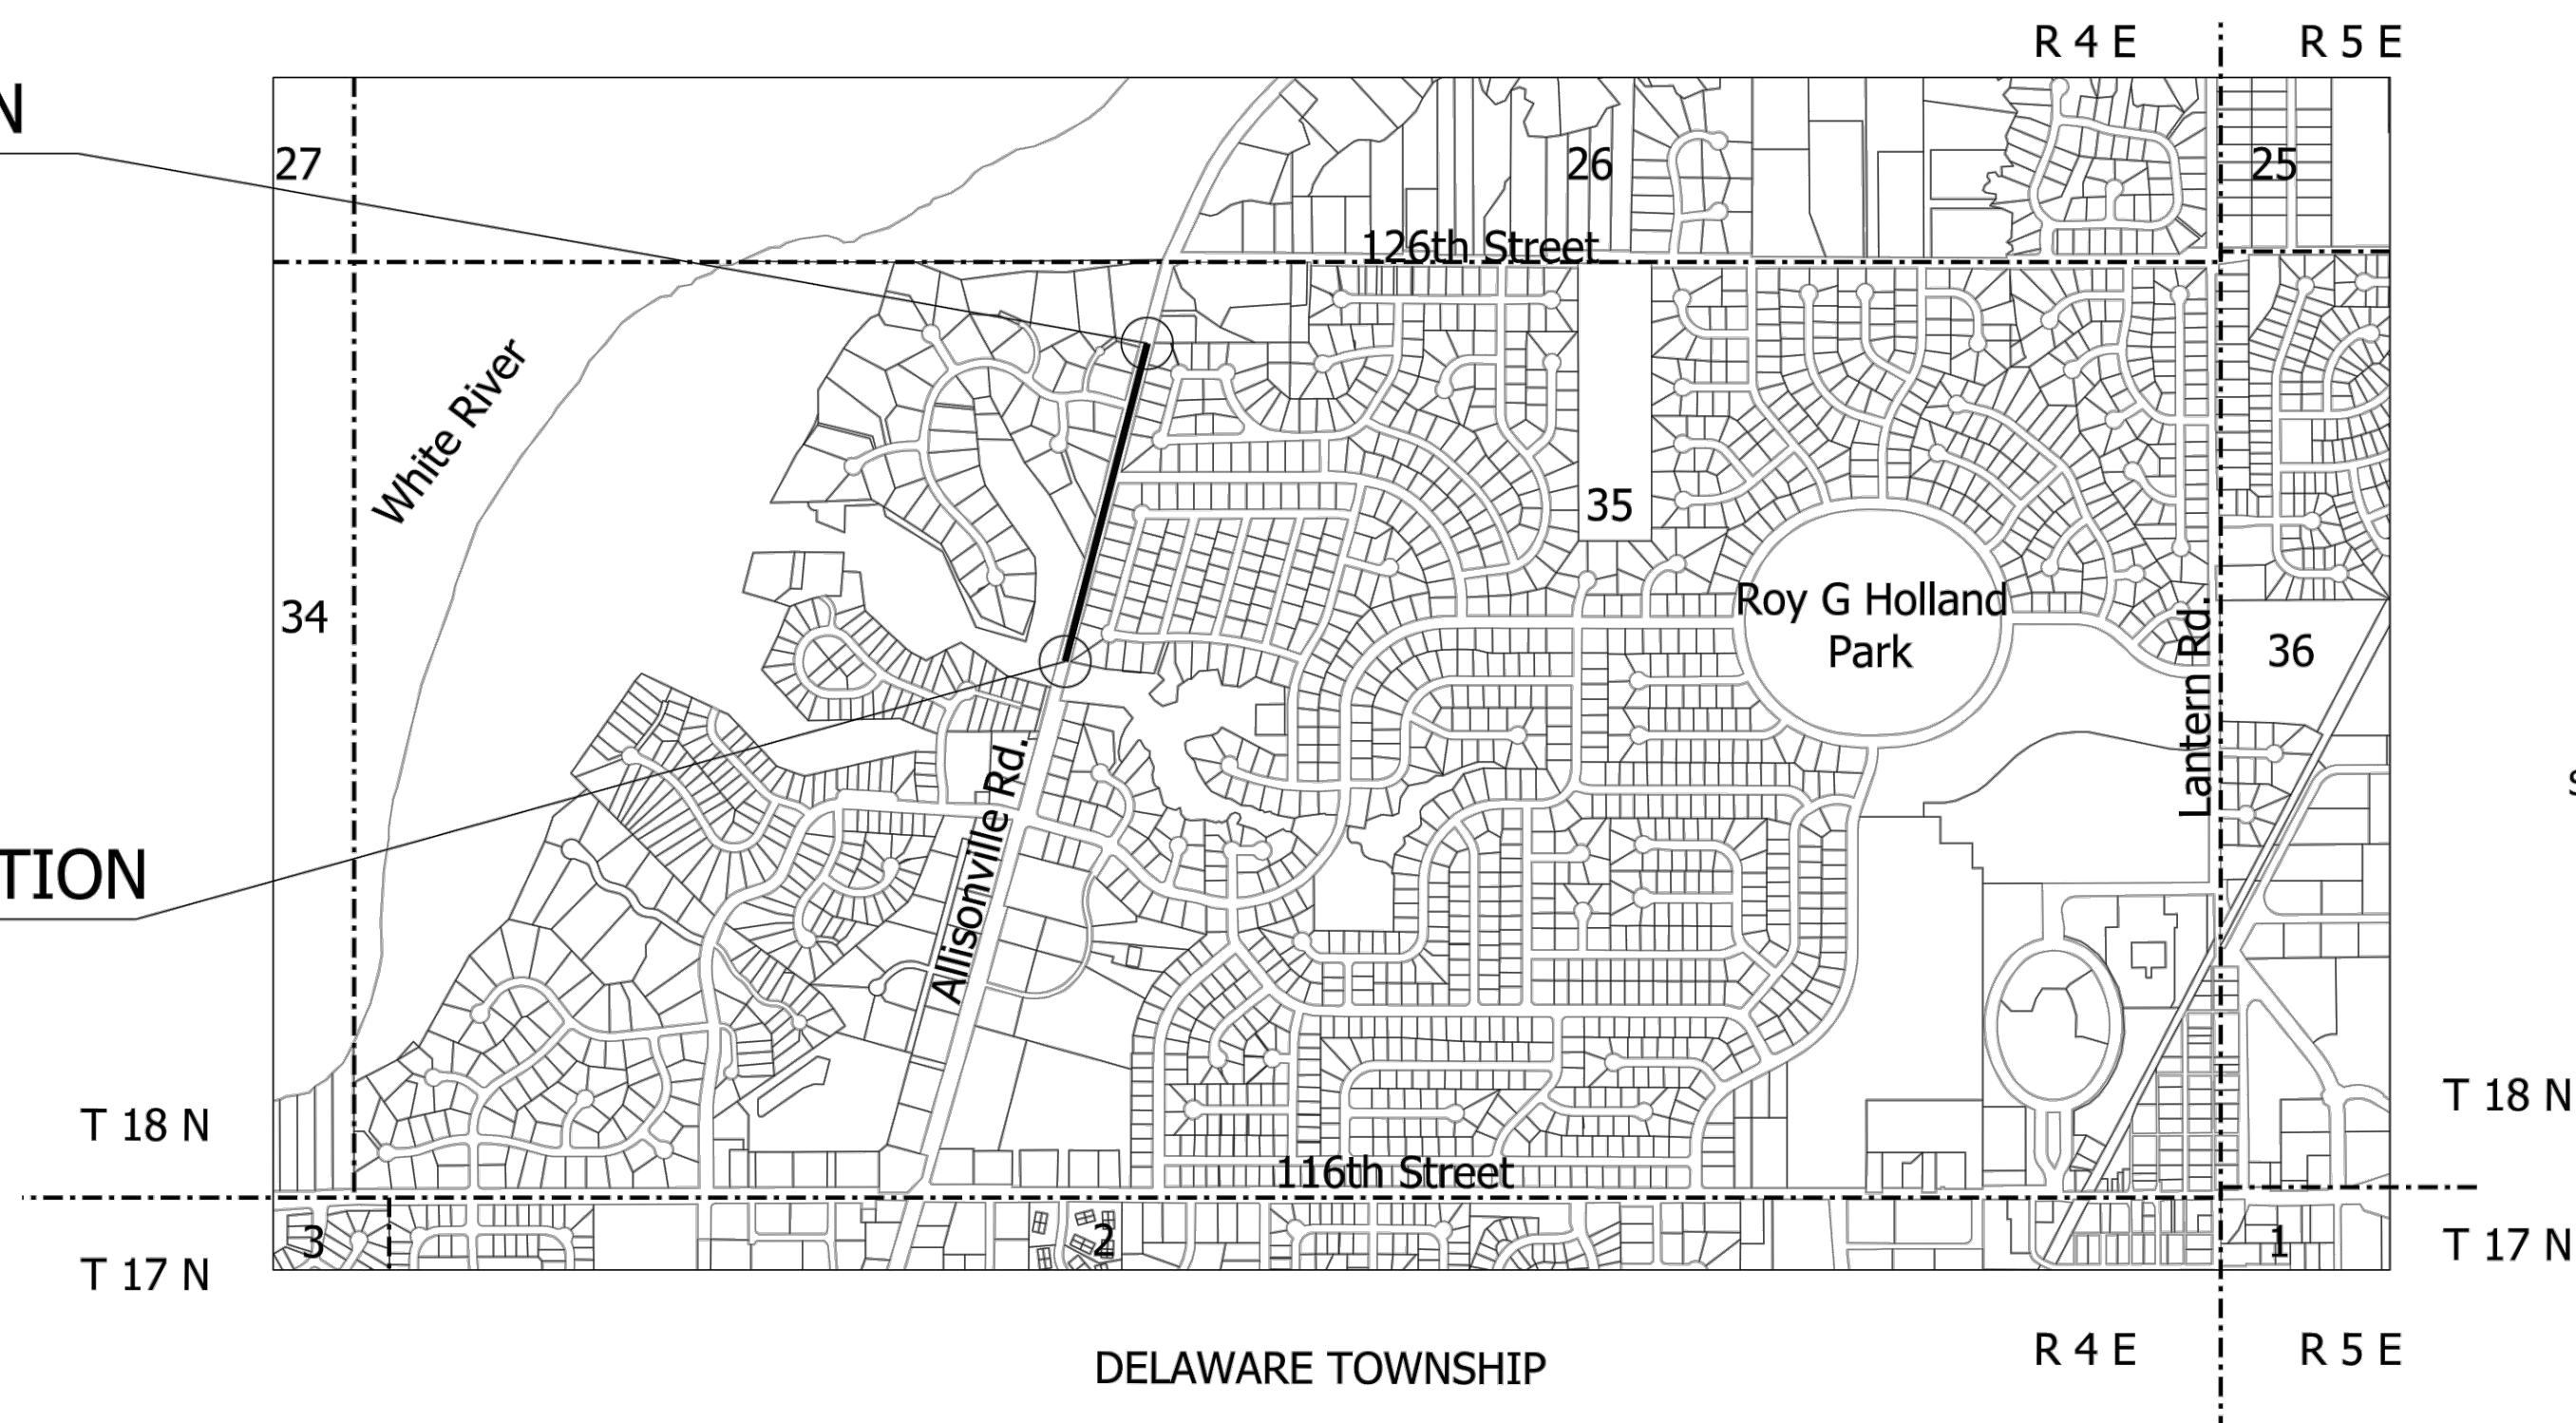 R 4 E
R 5 E
N
27
26
25
126th Street
White River
35
34
Roy G Holland
Park
Lantern Rd.
36
Allisonville Rd.
S
TION
T 18 N
T 18 N
116th Street
3
2
1
T 17 N
T 17 N
R 4 E
R 5 E
DELAWARE TOWNSHIP